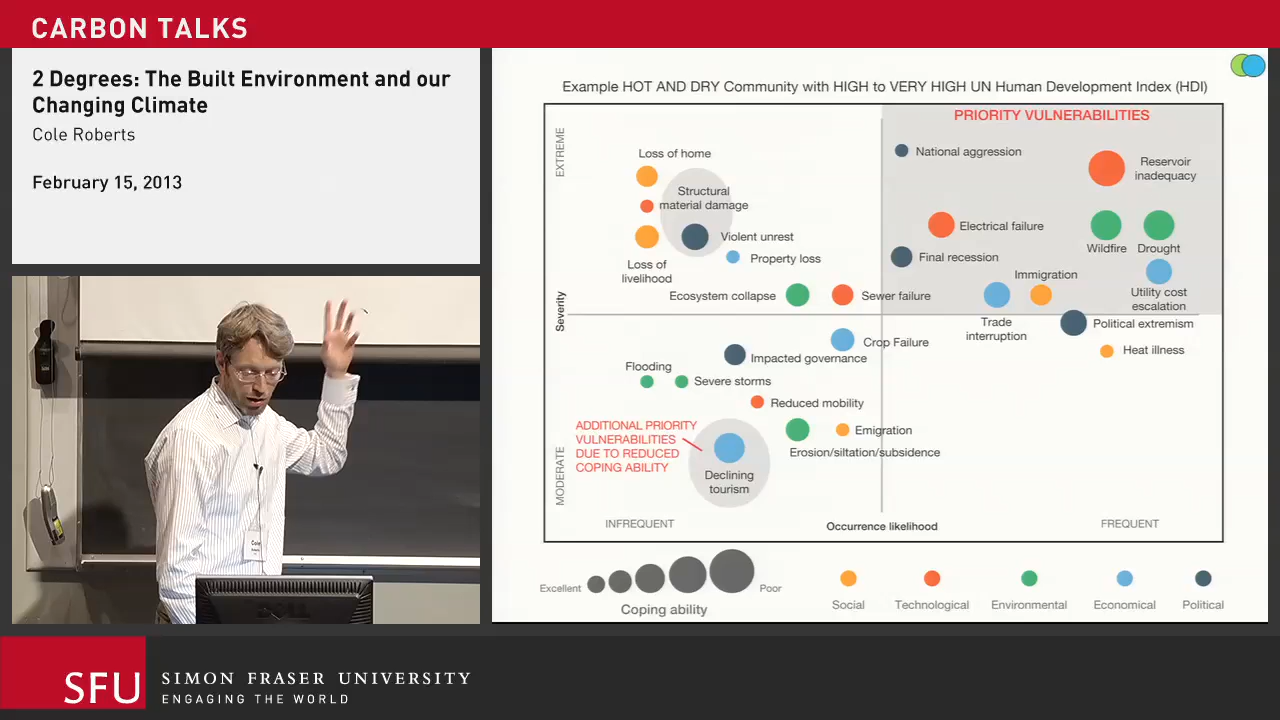 CARBON TALKS
2 Degrees: The Built Environment and our
Changing Climate
Cole Roberts
February 15, 2013
Example HOT AND DRY Community with HIGH to VERY HIGH UN Human Development Index (HDI)
PRIORITY VULNERABILITIES
EXTREME
Severity
MODERATE
Loss of home
Structural
material damage
Violent unrest
Loss of
livelihood
Property loss
Ecosystem collapse
Sewer failure
National aggression
Reservoir
inadequacy
Electrical failure
Wildfire
Drought
Final recession
Immigration
Utility cost
escalation
Trade
interruption
Political extremism
Heat illness
Crop Failure
Impacted governance
Flooding
Severe storms
Reduced mobility
ADDITIONAL PRIORITY
VULNERABILITIES
DUE TO REDUCED
COPING ABILITY
Emigration
Erosion/siltation/subsidence
Declining
tourism
INFREQUENT
Occurrence likelihood
FREQUENT
Excellent
Poor
Coping ability
Social
Technological
Environmental
Economical
Political
Cole
DELL
SFU
SIMON FRASER UNIVERSITY
ENGAGING THE WORLD